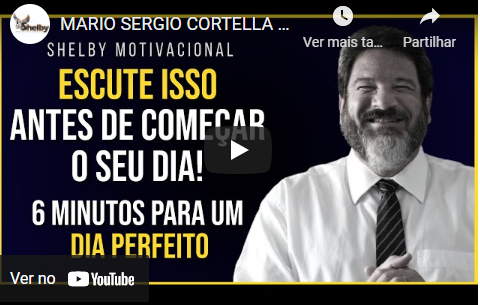 Shelby
MARIO SERGIO CORTELLA ...
Ver mais ta...
Partilhar
SHELBY MOTIVACIONAL
ESCUTE ISSO
ANTES DE COMEÇAR
O SEU DIA!
6 MINUTOS PARA UM
DIA PERFEITO
Ver no YouTube